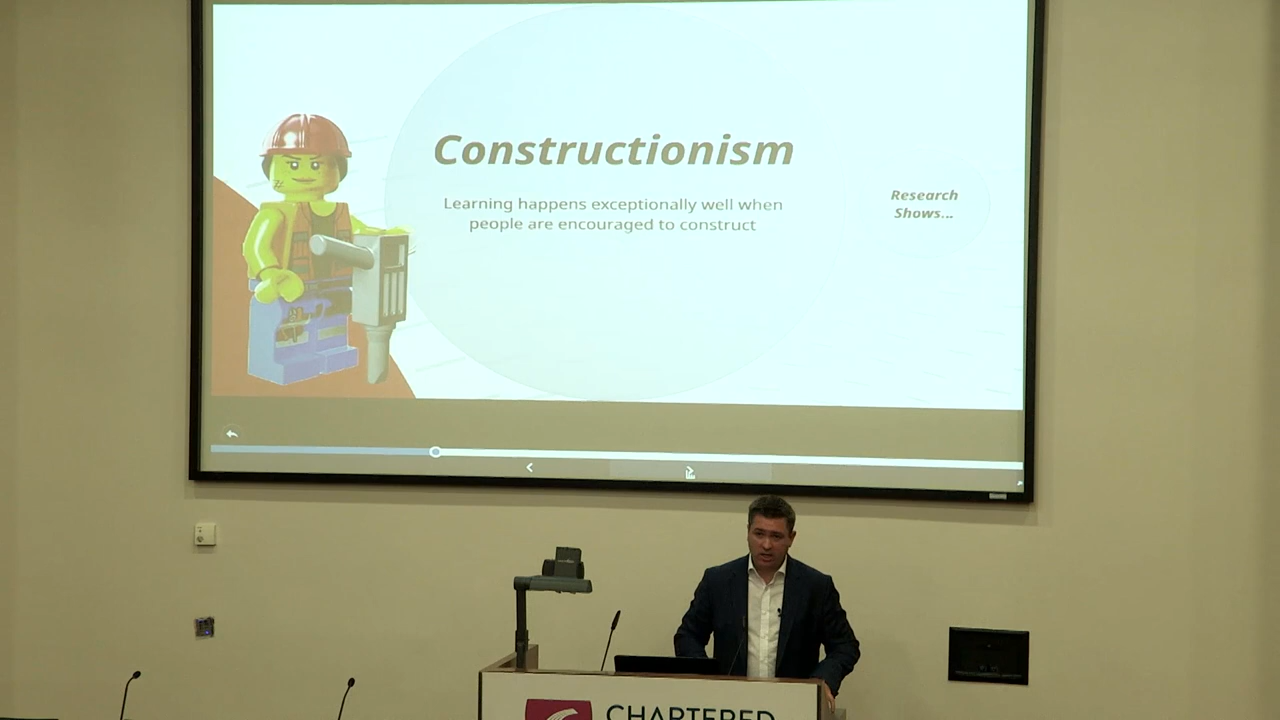 Constructionism
Learning happens exceptionally well when
people are encouraged to construct
Research
Shows...
CHARTERED